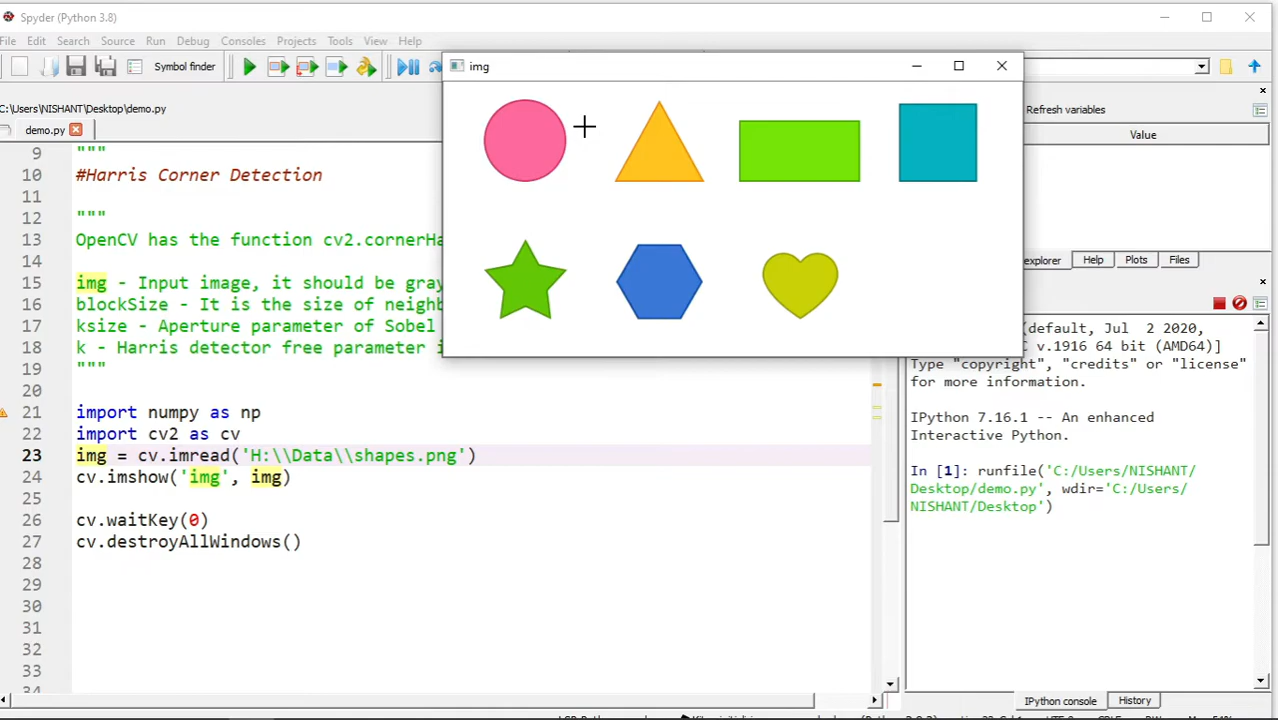 Spyder (Python 3.8)
File Edit Search Source Run Debug Consoles Projects Tools View Help
Symbol finder
img
C:\Users\NISHANT\Desktop\demo.py
Refresh variables
demo.py
Value
9 """
10 #Harris Corner Detection
11
12 """
13 OpenCV has the function cv2.cornerHa
14
15 img - Input image, it should be gray
16 blockSize - It is the size of neighb
17 ksize - Aperture parameter of Sobel
18 k - Harris detector free parameter i
19 """
20
21 import numpy as np
22 import cv2 as cv
23 img = cv.imread('H:\\Data\\shapes.png')
24 cv.imshow('img', img)
25
26 cv.waitKey(0)
27 cv.destroyAllWindows()
28
29
30
31
32
33
34
explorer Help Plots Files
(default, Jul 2 2020,
C v.1916 64 bit (AMD64)]
Type "copyright", "credits" or "license"
for more information.
IPython 7.16.1 -- An enhanced
Interactive Python.
In [1]: runfile('C:/Users/NISHANT/
Desktop/demo.py', wdir='C:/Users/
NISHANT/Desktop')
IPython console History